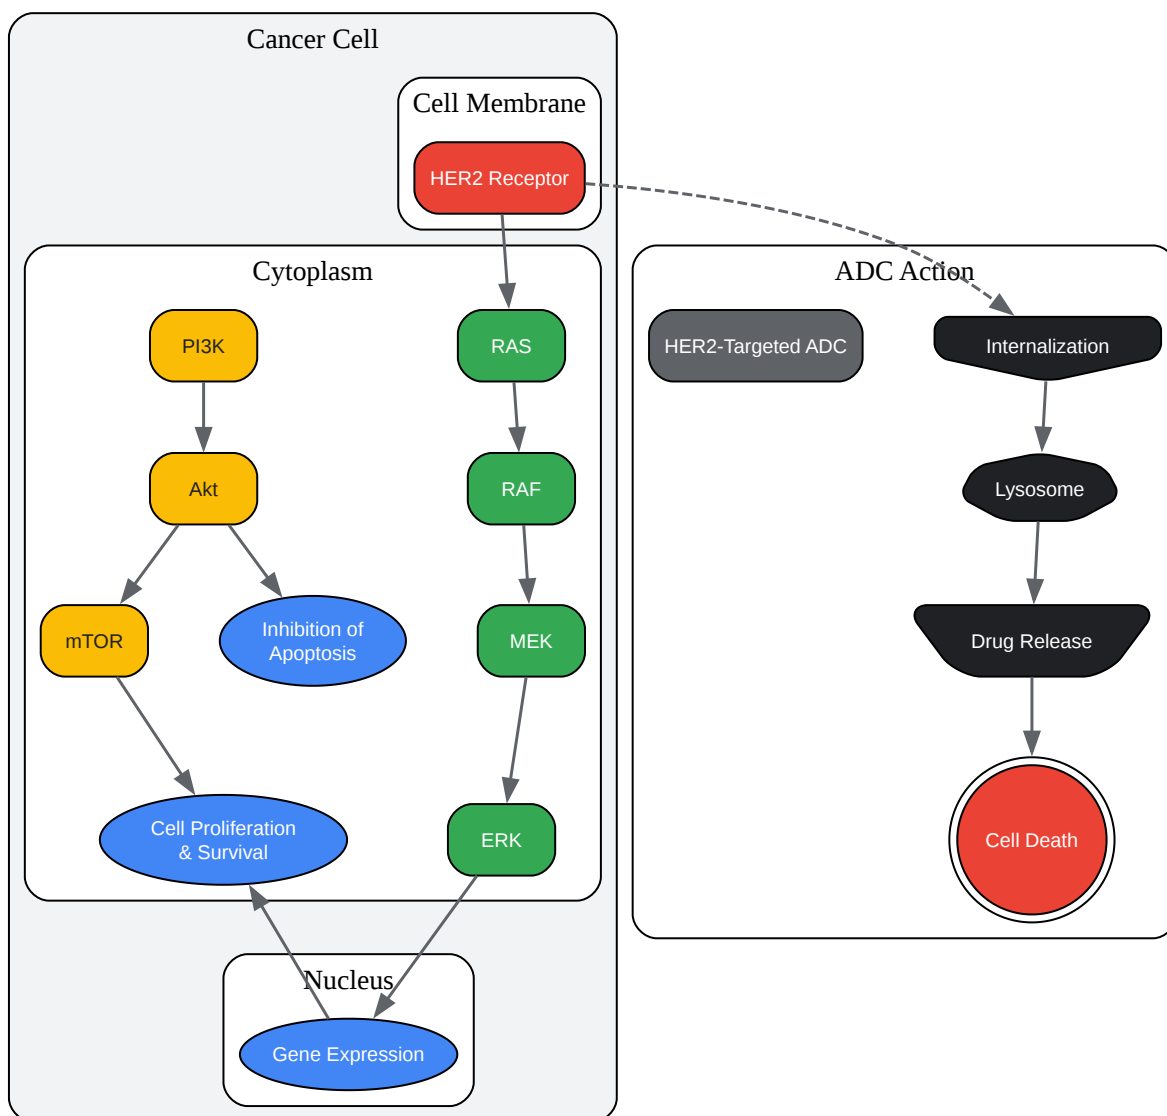 Cancer Cell
Cell Membrane
HER2 Receptor
Cytoplasm
ADC Action
PI3K
RAS
HER2-Targeted ADC
Internalization
Akt
RAF
Lysosome
mTOR
Inhibition of
Apoptosis
MEK
Drug Release
Cell Proliferation
& Survival
ERK
Cell Death
Nucleus
Gene Expression